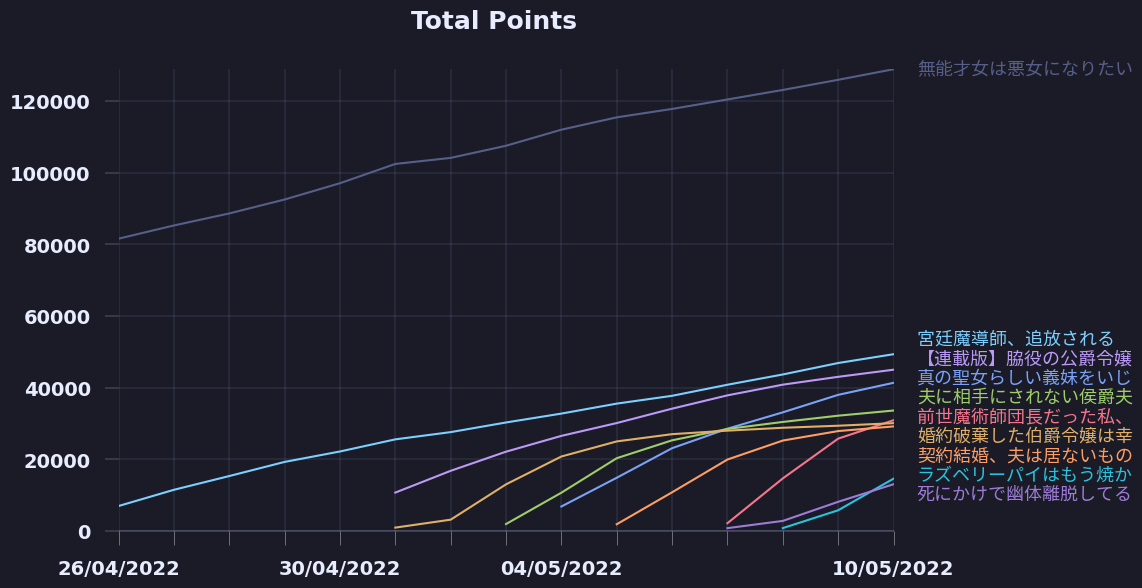 Total Points
120000
100000
80000
60000
40000
20000
0
26/04/2022
30/04/2022
04/05/2022
10/05/2022
無能才女は悪女になりたい
宮廷魔導師、追放される
【連載版】脇役の公爵令嬢
真の聖女らしい義妹をいじ
夫に相手にされない侯爵夫
前世魔術師団長だった私、
婚約破棄した伯爵令嬢は幸
契約結婚、夫は居ないもの
ラズベリーパイはもう焼か
死にかけで幽体離脱してる